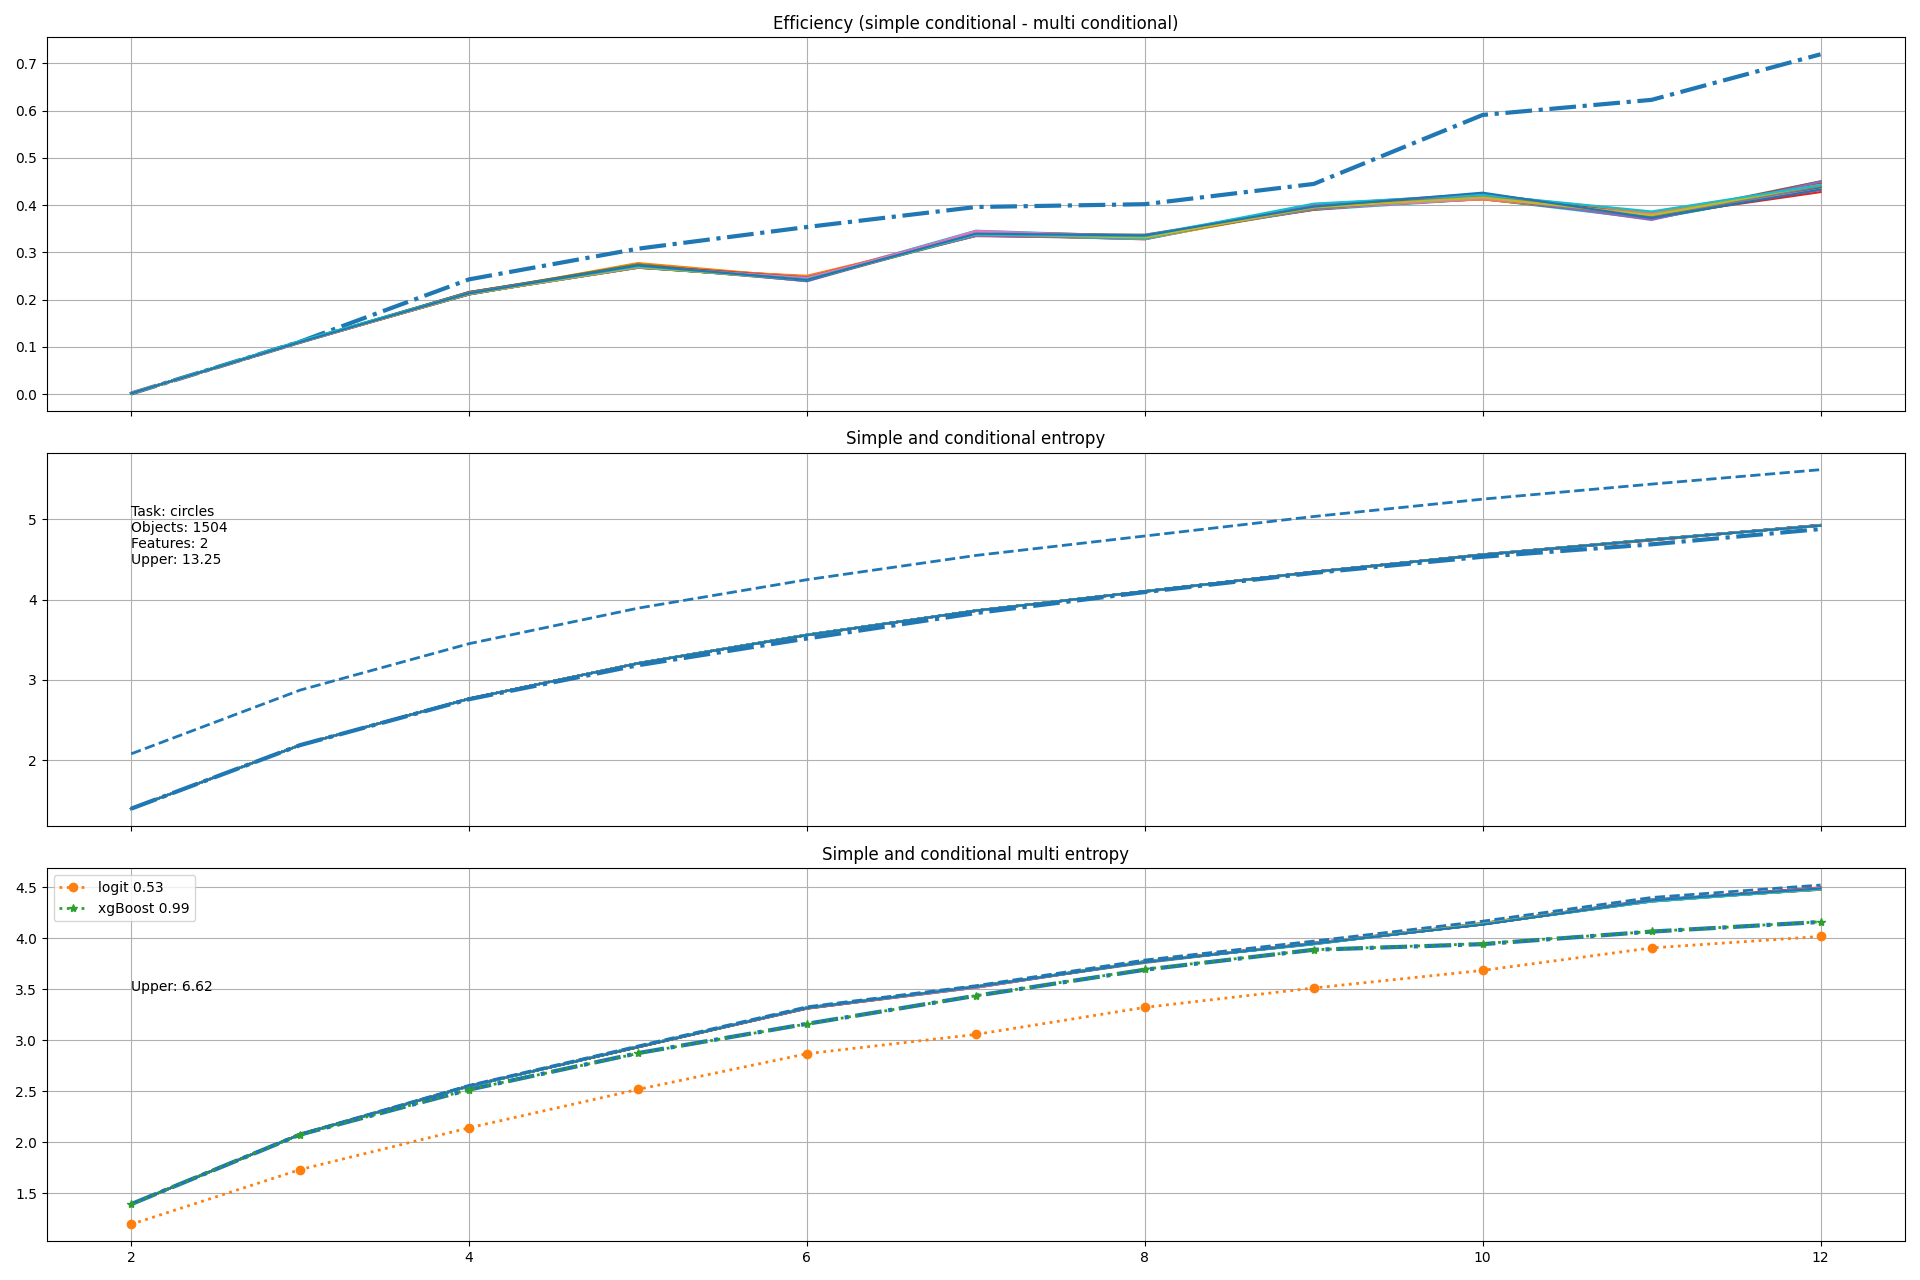 Efficiency (simple conditional - multi conditional)
0.7
0.6
0.5
0.4
0.3
0.2
0.1
0.0
Simple and conditional entropy
5
4
3
2
Task: circles
Objects: 1504
Features: 2
Upper: 13.25
Simple and conditional multi entropy
logit 0.53
xgBoost 0.99
4.5
4.0
3.5
3.0
2.5
2.0
1.5
Upper: 6.62
2 4 6 8 10 12